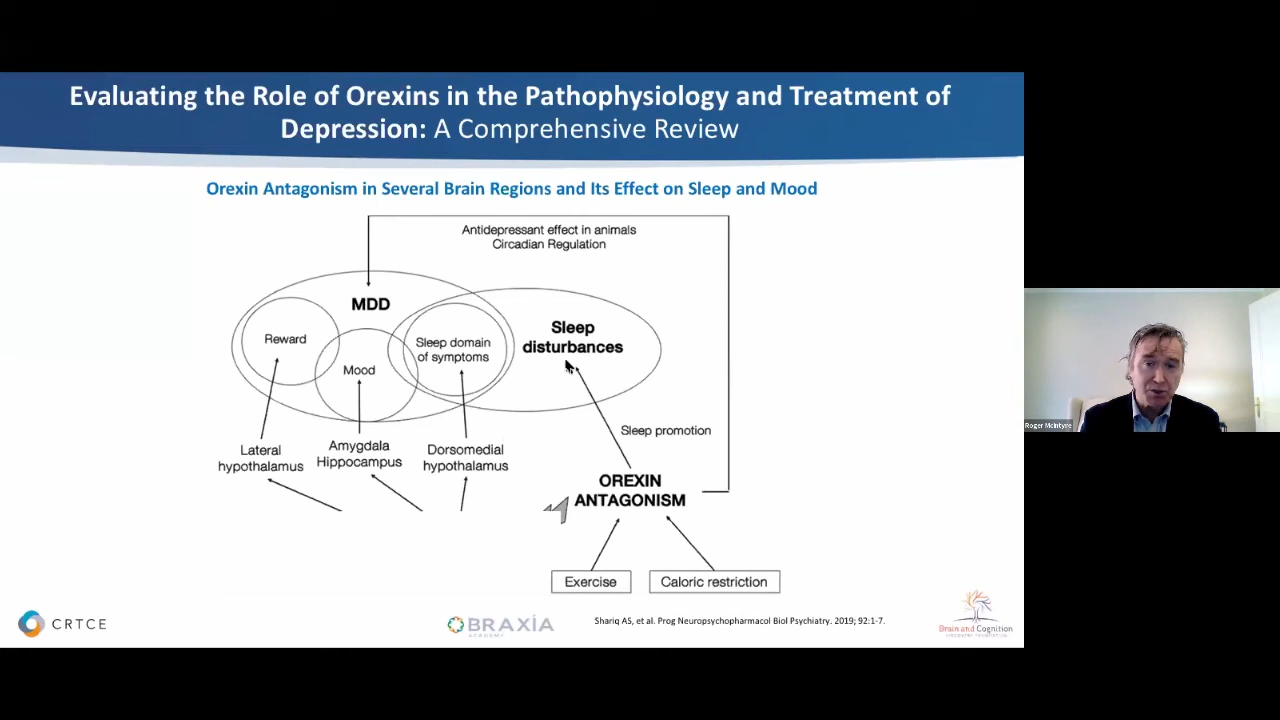 Evaluating the Role of Orexins in the Pathophysiology and Treatment of
Depression: A Comprehensive Review
Orexin Antagonism in Several Brain Regions and Its Effect on Sleep and Mood
Antidepressant effect in animals
Circadian Regulation
MDD
Reward
Mood
Sleep domain
of symptoms
Sleep
disturbances
Lateral
hypothalamus
Amygdala
Hippocampus
Dorsomedial
hypothalamus
Sleep promotion
OREXIN
ANTAGONISM
Exercise
Caloric restriction
CRTCE
BRAXIA
ACADEMY
Shariq AS, et al. Prog Neuropsychopharmacol Biol Psychiatry. 2019; 92:1-7.
Brain and Cognition
DISCOVERY FOUNDATION
Roger McIntyre